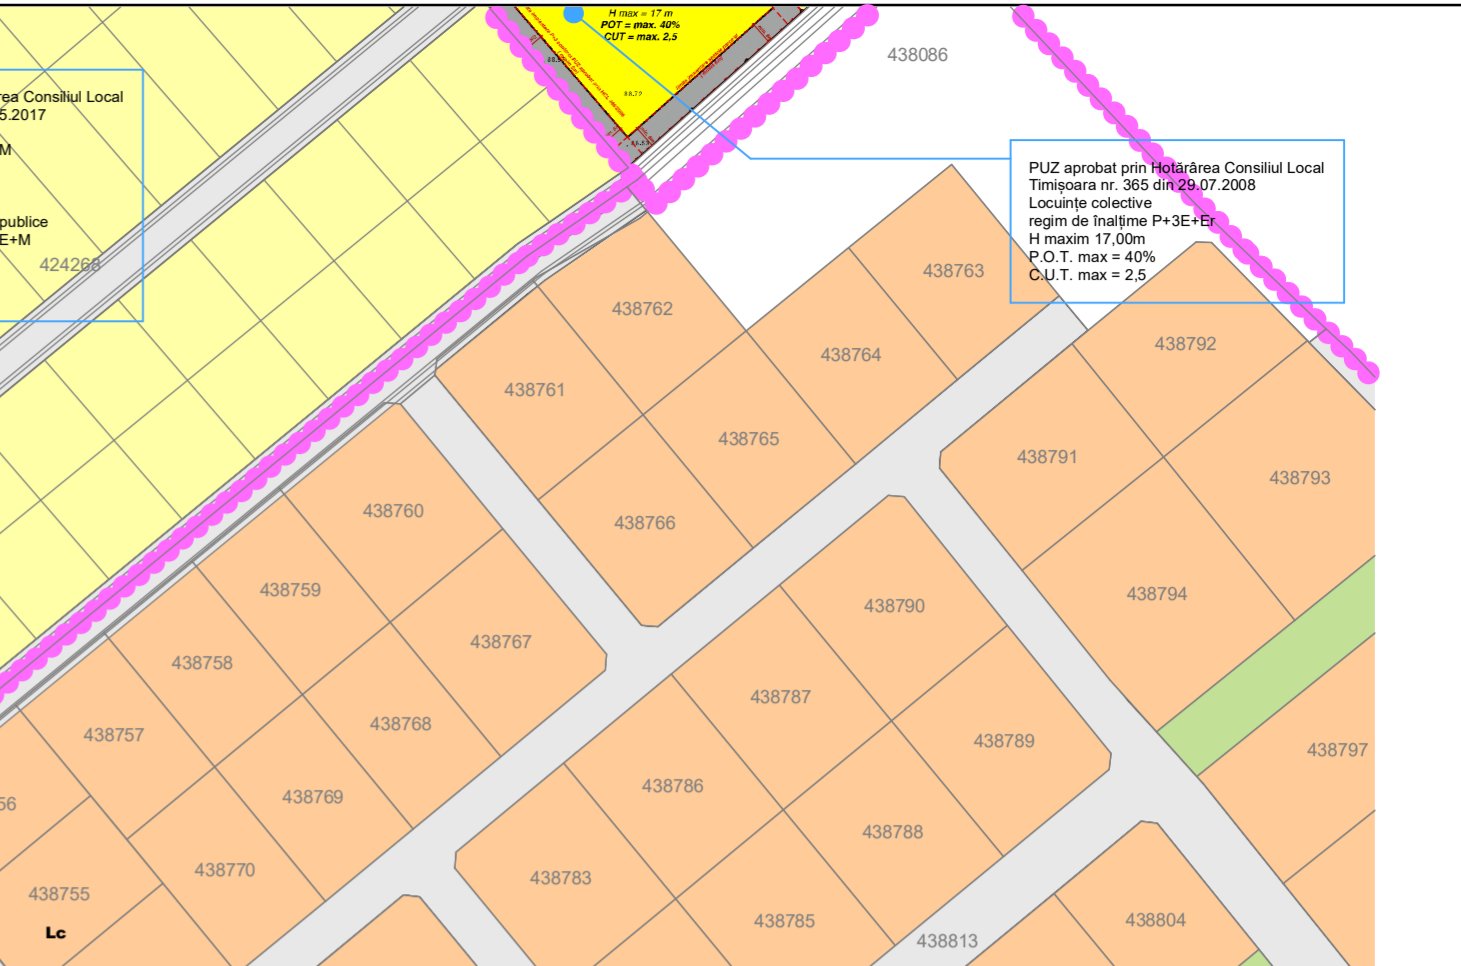 H max = 17 m
POT = max. 40%
CUT = max. 2,5
88.72
438086
rea Consiliul Local
5.2017
M
publice
E+M
424268
PUZ aprobat prin Hotărârea Consiliul Local
Timișoara nr. 365 din 29.07.2008
Locuințe colective
regim de înalțime P+3E+Er
H maxim 17,00m
P.O.T. max = 40%
C.U.T. max = 2,5
438763
438762
438764
438792
438761
438765
438791
438793
438760
438766
438759
438790
438794
438767
438758
438787
438768
438757
438789
438797
438786
438769
56
438788
438770
438783
438755
438785
438804
Lc
438813